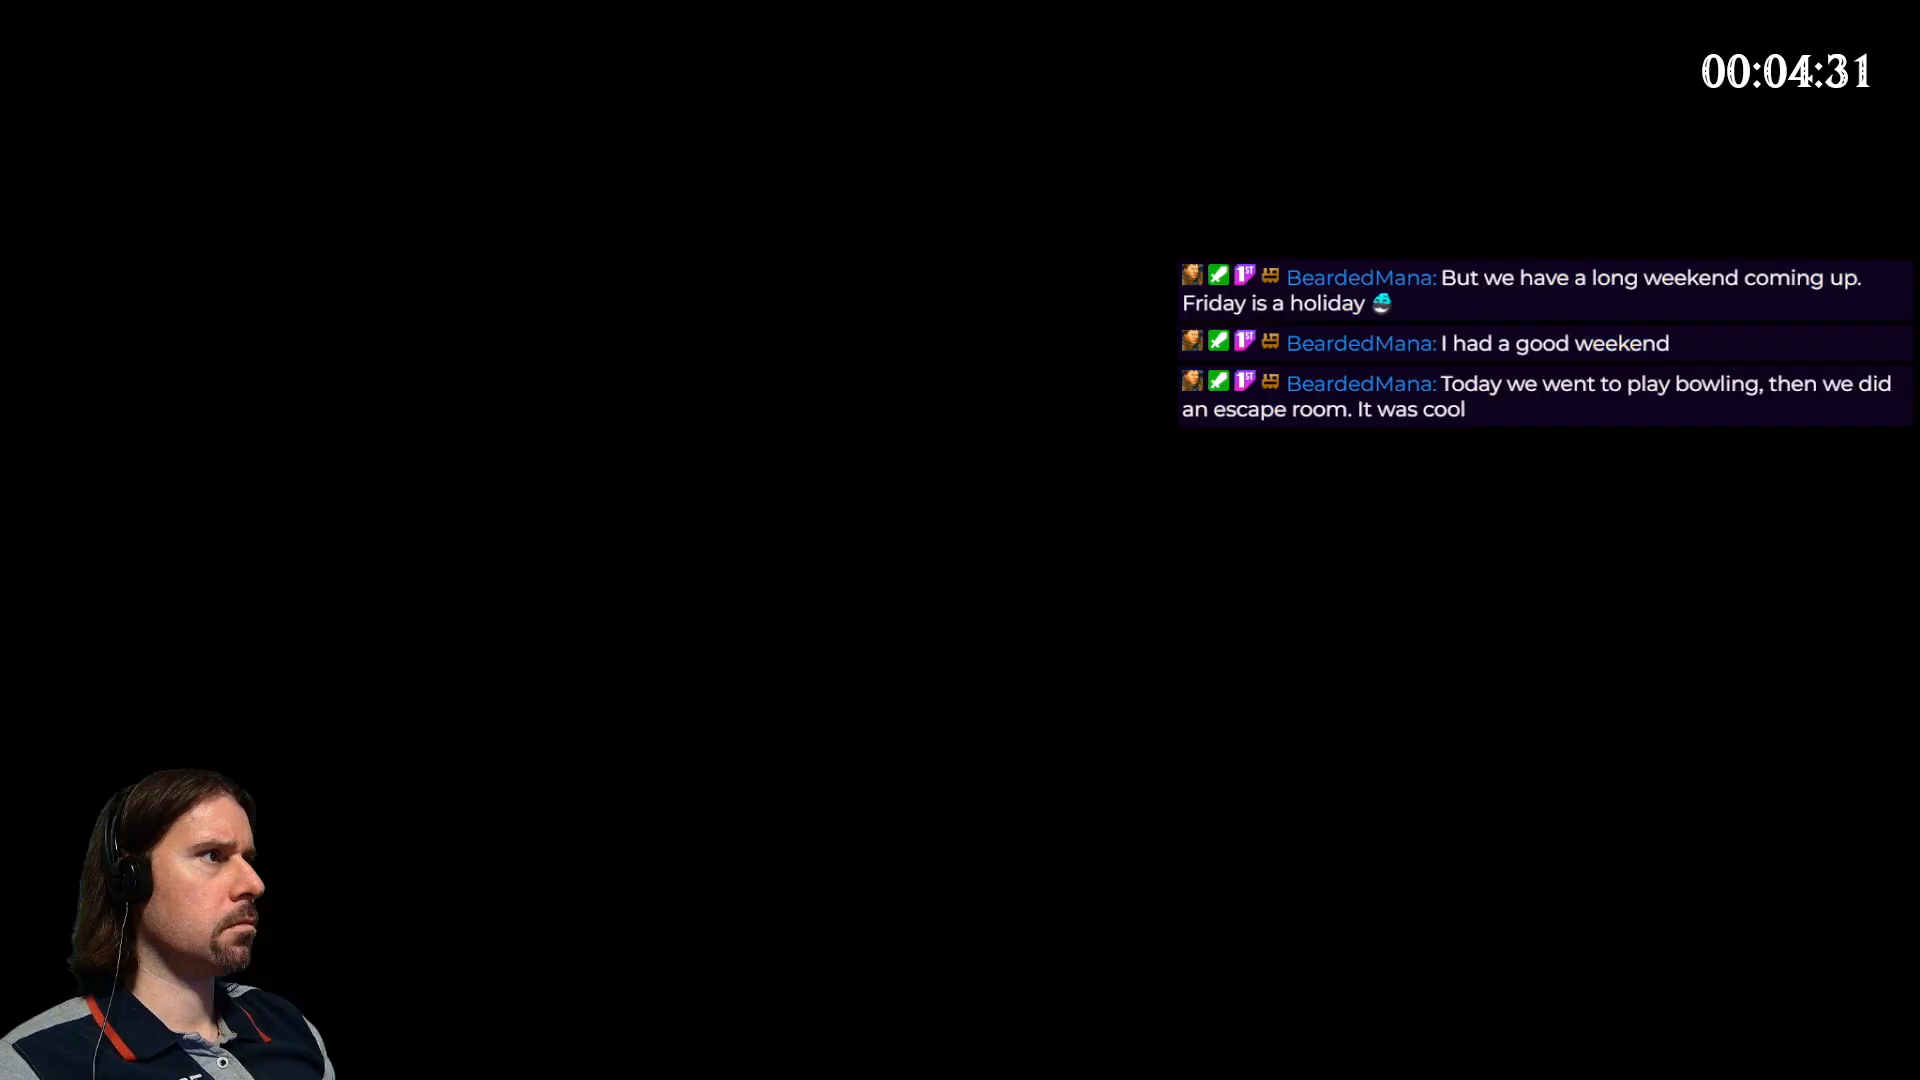 00:04:31
BeardedMana: But we have a long weekend coming up.
Friday is a holiday
BeardedMana: I had a good weekend
BeardedMana: Today we went to play bowling, then we did
an escape room. It was cool